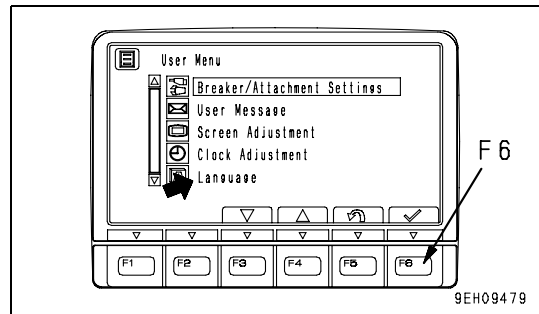 User Menu
Breaker/Attachment Settings
User Message
Screen Adjustment
Clock Adjustment
Language
F6
F1 F2 F3 F4 F5 F6
9EH09479